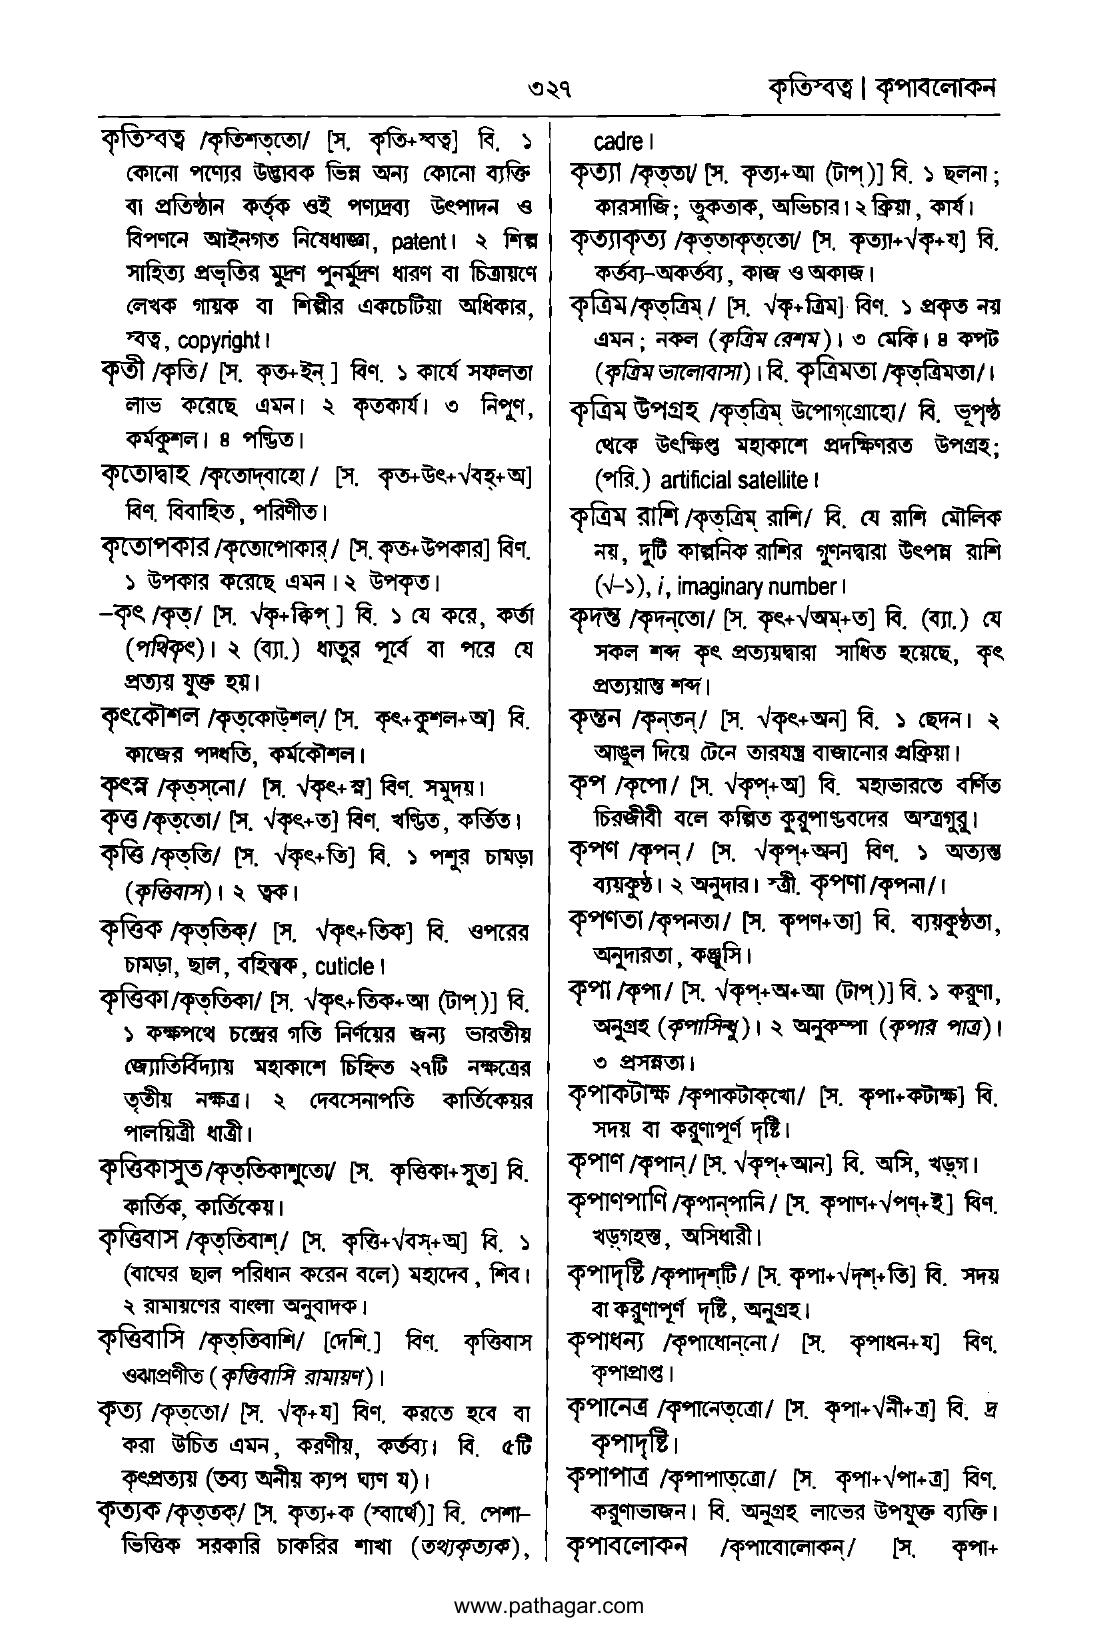 ৩২৭
কৃতিস্বত্ব | কৃপাবলোকন
কৃতিস্বত্ব /কৃতিশত্‌তো/ [স. কৃতি+স্বত্ব] বি. ১
কোনো পণ্যের উদ্ভাবক ভিন্ন অন্য কোনো ব্যক্তি
বা প্রতিষ্ঠান কর্তৃক ওই পণ্যদ্রব্য উৎপাদন ও
বিপণনে আইনগত নিষেধাজ্ঞা, patent। ২ শিল্প
সাহিত্য প্রভৃতির মুদ্রণ পুনর্মুদ্রণ ধারণ বা চিত্রায়ণে
লেখক গায়ক বা শিল্পীর একচেটিয়া অধিকার,
স্বত্ব, copyright।
কৃতী /কৃতি/ [স. কৃত+ইন্‌ ] বিণ. ১ কার্যে সফলতা
লাভ করেছে এমন। ২ কৃতকার্য। ৩ নিপুণ,
কর্মকুশল। ৪ পণ্ডিত।
কৃতোদ্বাহ /কৃতোদ্‌বাহো/ [স. কৃত+উৎ+√বহ্‌+অ]
বিণ. বিবাহিত, পরিণীত।
কৃতোপকার /কৃতোপোকার্‌/ [স. কৃত+উপকার] বিণ.
১ উপকার করেছে এমন। ২ উপকৃত।
–কৃৎ /কৃত্‌/ [স. √কৃ+ক্বিপ্‌ ] বি. ১ যে করে, কর্তা
(পথিকৃৎ)। ২ (ব্যা.) ধাতুর পূর্বে বা পরে যে
প্রত্যয় যুক্ত হয়।
কৃৎকৌশল /কৃত্‌কোউ্‌শল্‌/ [স. কৃৎ+কুশল+অ] বি.
কাজের পদ্ধতি, কর্মকৌশল।
কৃৎস্ন /কৃত্‌স্‌নো/ [স. √কৃৎ+স্ন] বিণ. সমুদয়।
কৃত্ত /কৃত্‌তো/ [স. √কৃৎ+ত] বিণ. খণ্ডিত, কর্তিত।
কৃত্তি /কৃত্‌তি/ [স. √কৃৎ+তি] বি. ১ পশুর চামড়া
(কৃত্তিবাস)। ২ ত্বক।
কৃত্তিক /কৃত্‌তিক্‌/ [স. √কৃৎ+তিক] বি. ওপরের
চামড়া, ছাল, বহিস্ত্বক, cuticle।
কৃত্তিকা /কৃত্‌তিকা/ [স. √কৃৎ+তিক+আ (টাপ্‌)] বি.
১ কক্ষপথে চন্দ্রের গতি নির্ণয়ের জন্য ভারতীয়
জ্যোতির্বিদ্যায় মহাকাশে চিহ্নিত ২৭টি নক্ষত্রের
তৃতীয় নক্ষত্র। ২ দেবসেনাপতি কার্তিকেয়র
পালয়িত্রী ধাত্রী।
কৃত্তিকাসুত /কৃত্‌তিকাশুতো/ [স. কৃত্তিকা+সুত] বি.
কার্তিক, কার্তিকেয়।
কৃত্তিবাস /কৃত্‌তিবাশ্‌/ [স. কৃত্তি+√বস্‌+অ] বি. ১
(বাঘের ছাল পরিধান করেন বলে) মহাদেব, শিব।
২ রামায়ণের বাংলা অনুবাদক।
কৃত্তিবাসি /কৃত্‌তিবাশি/ [দেশি.] বিণ. কৃত্তিবাস
ওঝাপ্রণীত (কৃত্তিবাসি রামায়ণ)।
কৃত্য /কৃত্‌তো/ [স. √কৃ+য] বিণ. করতে হবে বা
করা উচিত এমন, করণীয়, কর্তব্য। বি. ৫টি
কৃৎপ্রত্যয় (তব্য অনীয় ক্যপ ঘ্যণ য)।
কৃত্যক /কৃত্‌তক্‌/ [স. কৃত্য+ক (স্বার্থে)] বি. পেশা–
ভিত্তিক সরকারি চাকরির শাখা (তথ্যকৃত্যক),
cadre।
কৃত্যা /কৃত্‌তা/ [স. কৃত্য+আ (টাপ্‌)] বি. ১ ছলনা;
কারসাজি; তুকতাক, অভিচার। ২ ক্রিয়া, কার্য।
কৃত্যাকৃত্য /কৃত্‌তাকৃত্‌তো/ [স. কৃত্যা+√কৃ+য] বি.
কর্তব্য–অকর্তব্য, কাজ ও অকাজ।
কৃত্রিম /কৃত্‌ত্রিম্‌/ [স. √কৃ+ত্রিম] বিণ. ১ প্রকৃত নয়
এমন; নকল (কৃত্রিম রেশম)। ৩ মেকি। ৪ কপট
(কৃত্রিম ভালোবাসা)। বি. কৃত্রিমতা /কৃত্‌ত্রিমতা/।
কৃত্রিম উপগ্রহ /কৃত্‌ত্রিম্‌ উপোগ্‌গ্রোহো/ বি. ভূপৃষ্ঠ
থেকে উৎক্ষিপ্ত মহাকাশে প্রদক্ষিণরত উপগ্রহ;
(পরি.) artificial satellite।
কৃত্রিম রাশি /কৃত্‌ত্রিম্‌ রাশি/ বি. যে রাশি মৌলিক
নয়, দুটি কাল্পনিক রাশির গুণনদ্বারা উৎপন্ন রাশি
(√–১), i, imaginary number।
কৃদন্ত /কৃদন্‌তো/ [স. কৃৎ+√অম্‌+ত] বি. (ব্যা.) যে
সকল শব্দ কৃৎ প্রত্যয়দ্বারা সাধিত হয়েছে, কৃৎ
প্রত্যয়ান্ত শব্দ।
কৃন্তন /কৃন্‌তন্‌/ [স. √কৃৎ+অন] বি. ১ ছেদন। ২
আঙুল দিয়ে টেনে তারযন্ত্র বাজানোর প্রক্রিয়া।
কৃপ /কৃপো/ [স. √কৃপ্‌+অ] বি. মহাভারতে বর্ণিত
চিরজীবী বলে কল্পিত কুরুপাণ্ডবদের অস্ত্রগুরু।
কৃপণ /কৃপন্‌/ [স. √কৃপ্‌+অন] বিণ. ১ অত্যন্ত
ব্যয়কুণ্ঠ। ২ অনুদার। স্ত্রী. কৃপণা /কৃপনা/।
কৃপণতা /কৃপনতা/ [স. কৃপণ+তা] বি. ব্যয়কুণ্ঠতা,
অনুদারতা, কঞ্জুসি।
কৃপা /কৃপা/ [স. √কৃপ্‌+অ+আ (টাপ্‌)] বি. ১ করুণা,
অনুগ্রহ (কৃপাসিন্ধু)। ২ অনুকম্পা (কৃপার পাত্র)।
৩ প্রসন্নতা।
কৃপাকটাক্ষ /কৃপাকটাক্‌খো/ [স. কৃপা+কটাক্ষ] বি.
সদয় বা করুণাপূর্ণ দৃষ্টি।
কৃপাণ /কৃপান্‌/ [স. √কৃপ্‌+আন] বি. অসি, খড়্‌গ।
কৃপাণপাণি /কৃপান্‌পানি/ [স. কৃপাণ+√পণ্‌+ই] বিণ.
খড়্‌গহস্ত, অসিধারী।
কৃপাদৃষ্টি /কৃপাদৃশ্‌টি/ [স. কৃপা+√দৃশ্‌+তি] বি. সদয়
বা করুণাপূর্ণ দৃষ্টি, অনুগ্রহ।
কৃপাধন্য /কৃপাধোন্‌নো/ [স. কৃপাধন+য] বিণ.
কৃপাপ্রাপ্ত।
কৃপানেত্র /কৃপানেত্‌ত্রো/ [স. কৃপা+√নী+ত্র] বি. দ্র
কৃপাদৃষ্টি।
কৃপাপাত্র /কৃপাপাত্‌ত্রো/ [স. কৃপা+√পা+ত্র] বিণ.
করুণাভাজন। বি. অনুগ্রহ লাভের উপযুক্ত ব্যক্তি।
কৃপাবলোকন /কৃপাবোলোকন্‌/ [স. কৃপা+
www.pathagar.com